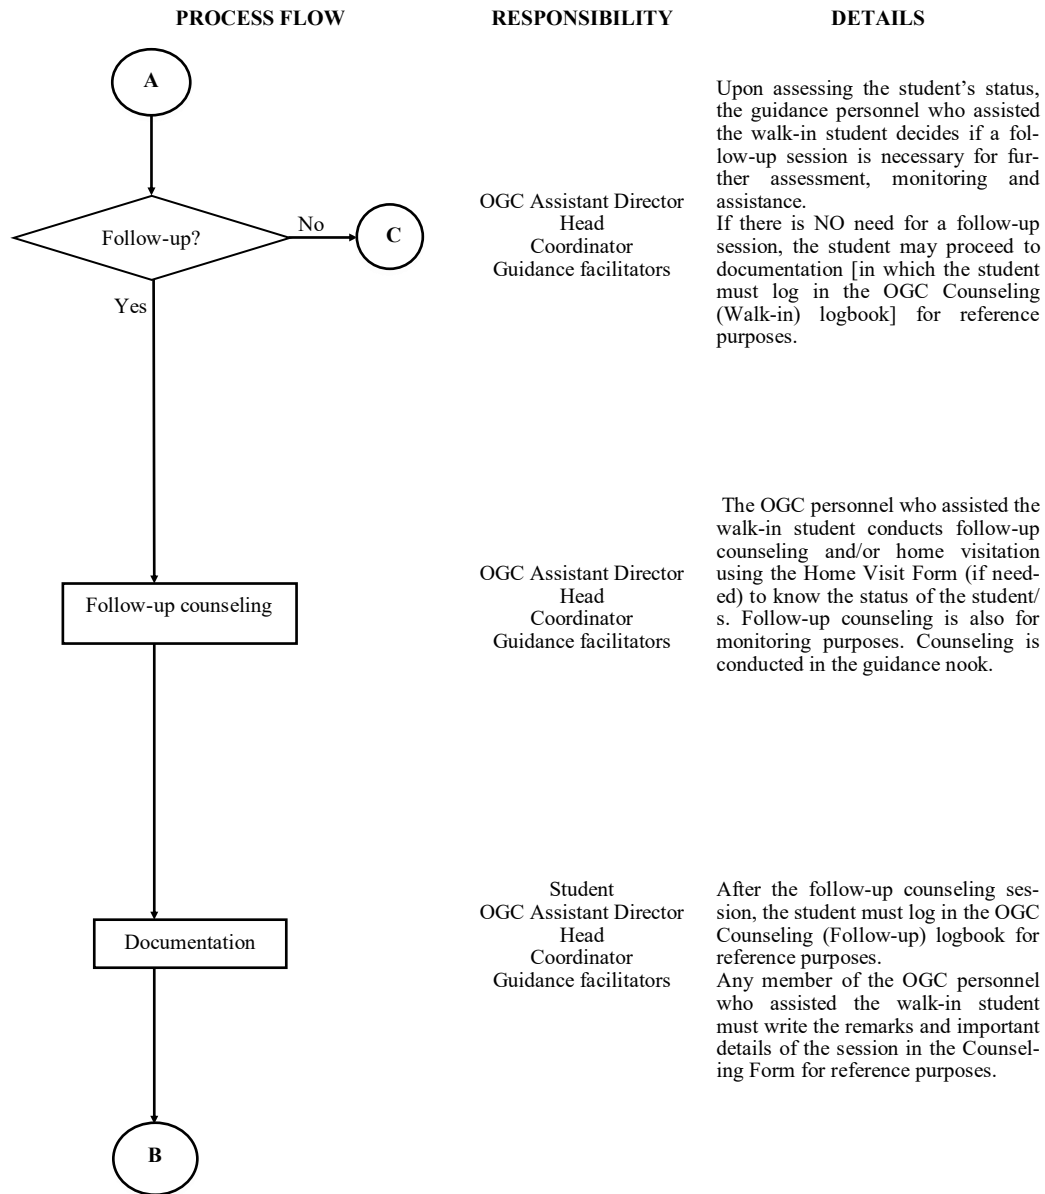 PROCESS FLOW RESPONSIBILITY DETAILS
A
Follow-up?
No
C
Yes
OGC Assistant Director
Head
Coordinator
Guidance facilitators
Upon assessing the student’s status,
the guidance personnel who assisted
the walk-in student decides if a fol-
low-up session is necessary for fur-
ther assessment, monitoring and
assistance.
If there is NO need for a follow-up
session, the student may proceed to
documentation [in which the student
must log in the OGC Counseling
(Walk-in) logbook] for reference
purposes.
Follow-up counseling
OGC Assistant Director
Head
Coordinator
Guidance facilitators
The OGC personnel who assisted the
walk-in student conducts follow-up
counseling and/or home visitation
using the Home Visit Form (if need-
ed) to know the status of the student/
s. Follow-up counseling is also for
monitoring purposes. Counseling is
conducted in the guidance nook.
Documentation
Student
OGC Assistant Director
Head
Coordinator
Guidance facilitators
After the follow-up counseling ses-
sion, the student must log in the OGC
Counseling (Follow-up) logbook for
reference purposes.
Any member of the OGC personnel
who assisted the walk-in student
must write the remarks and important
details of the session in the Counsel-
ing Form for reference purposes.
B